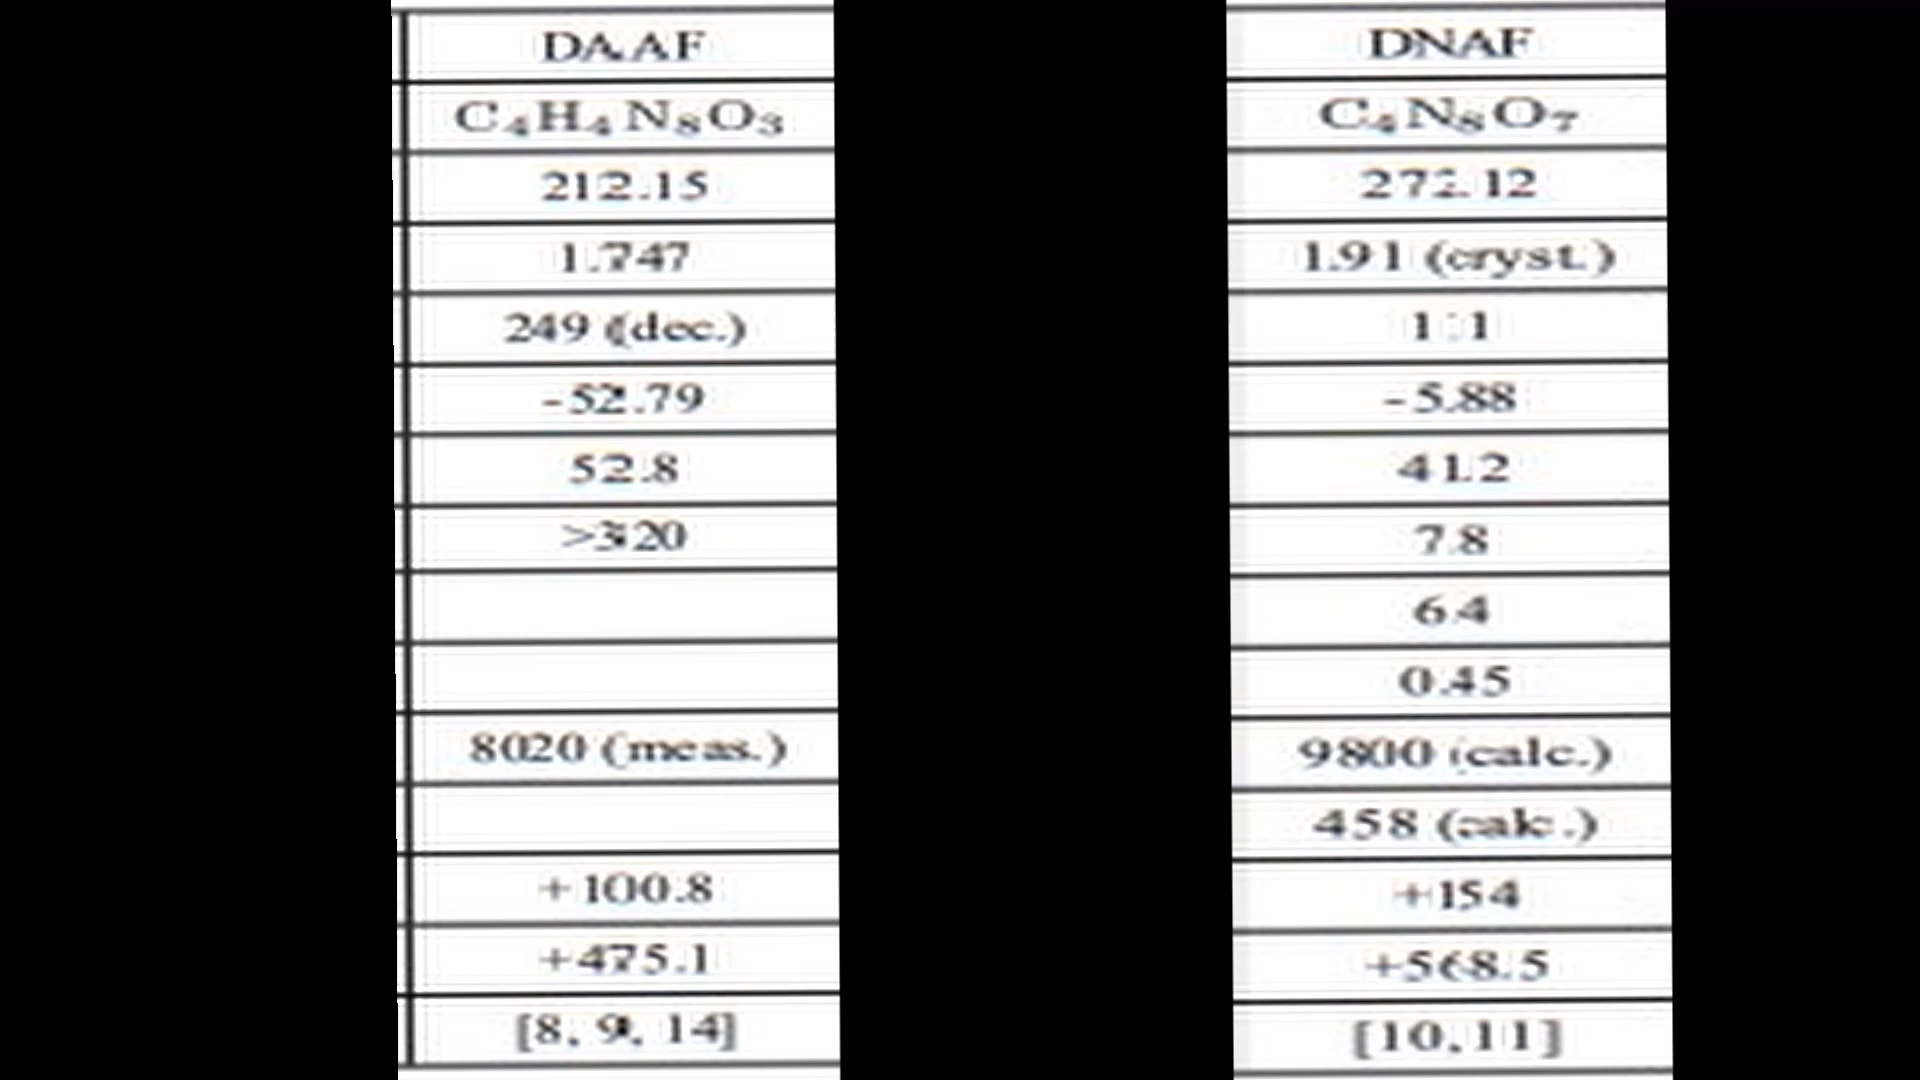 DAAF
C₄H₄N₈O₃
212.15
1.747
249 (dec.)
-52.79
52.8
>320
8020 (meas.)
+100.8
+475.1
[8, 9, 14]
DNAF
C₄N₈O₇
272.12
1.91 (cryst.)
-5.88
41.2
7.8
6.4
0.45
9800 (calc.)
458 (calc.)
+154
+568.5
[10, 11]